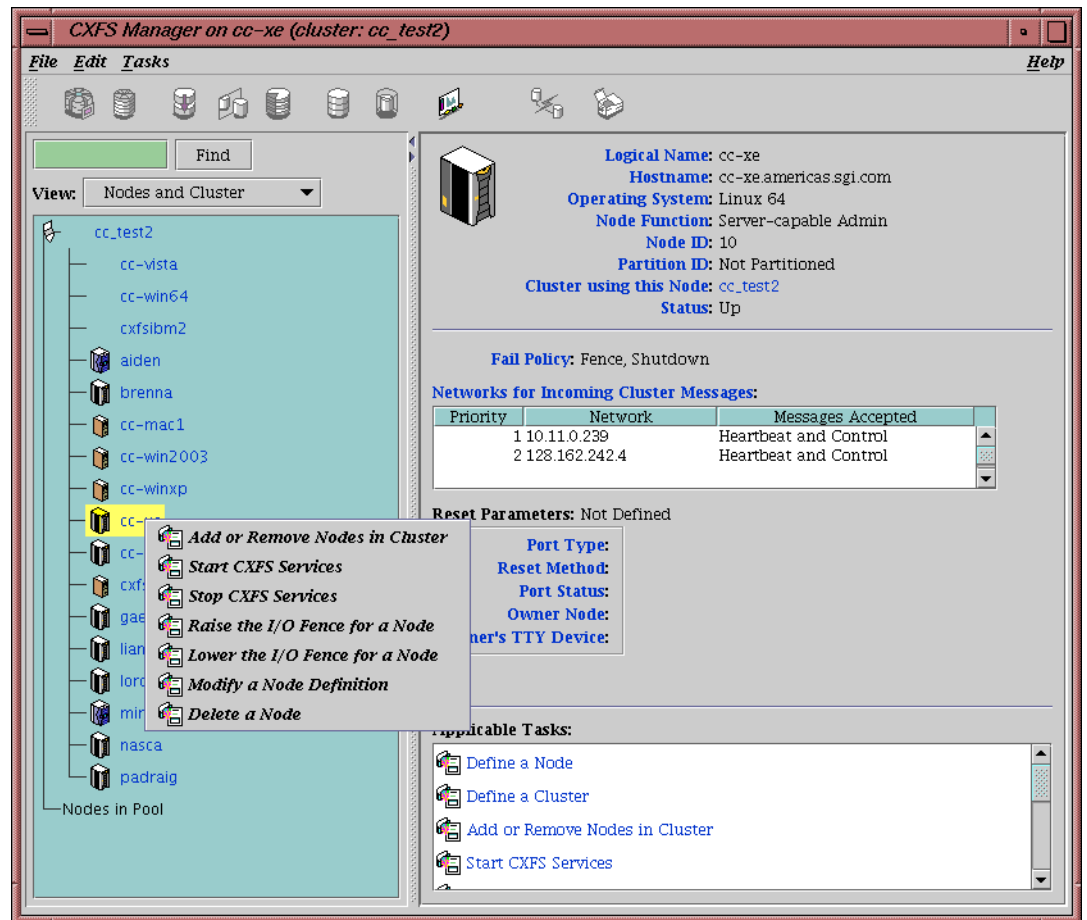 CXFS Manager on cc-xe (cluster: cc_test2)
File Edit Tasks Help
Find
View: Nodes and Cluster
cc_test2
cc-vista
cc-win64
cxfsibm2
aiden
brenna
cc-mac1
cc-win2003
cc-winxp
nasca
padraig
Nodes in Pool
Add or Remove Nodes in Cluster
Start CXFS Services
Stop CXFS Services
Raise the I/O Fence for a Node
Lower the I/O Fence for a Node
Modify a Node Definition
Delete a Node
Logical Name: cc-xe
Hostname: cc-xe.americas.sgi.com
Operating System: Linux 64
Node Function: Server-capable Admin
Node ID: 10
Partition ID: Not Partitioned
Cluster using this Node: cc_test2
Status: Up
Fail Policy: Fence, Shutdown
Networks for Incoming Cluster Messages:
Priority Network Messages Accepted
1 10.11.0.239 Heartbeat and Control
2 128.162.242.4 Heartbeat and Control
Reset Parameters: Not Defined
Port Type:
Reset Method:
Port Status:
Owner Node:
TTY Device:
Applicable Tasks:
Define a Node
Define a Cluster
Add or Remove Nodes in Cluster
Start CXFS Services